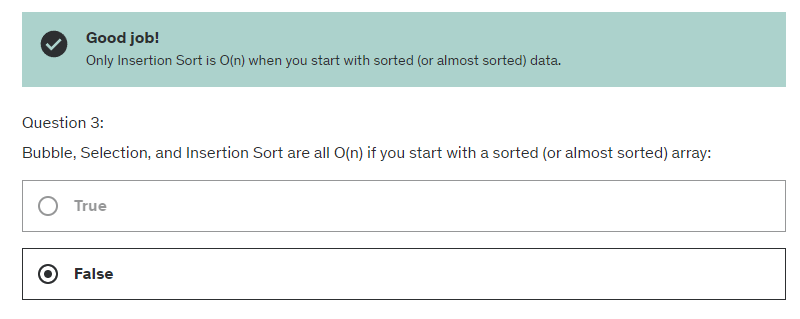 Good job!
Only Insertion Sort is O(n) when you start with sorted (or almost sorted) data.
Question 3:
Bubble, Selection, and Insertion Sort are all O(n) if you start with a sorted (or almost sorted) array:
True
False